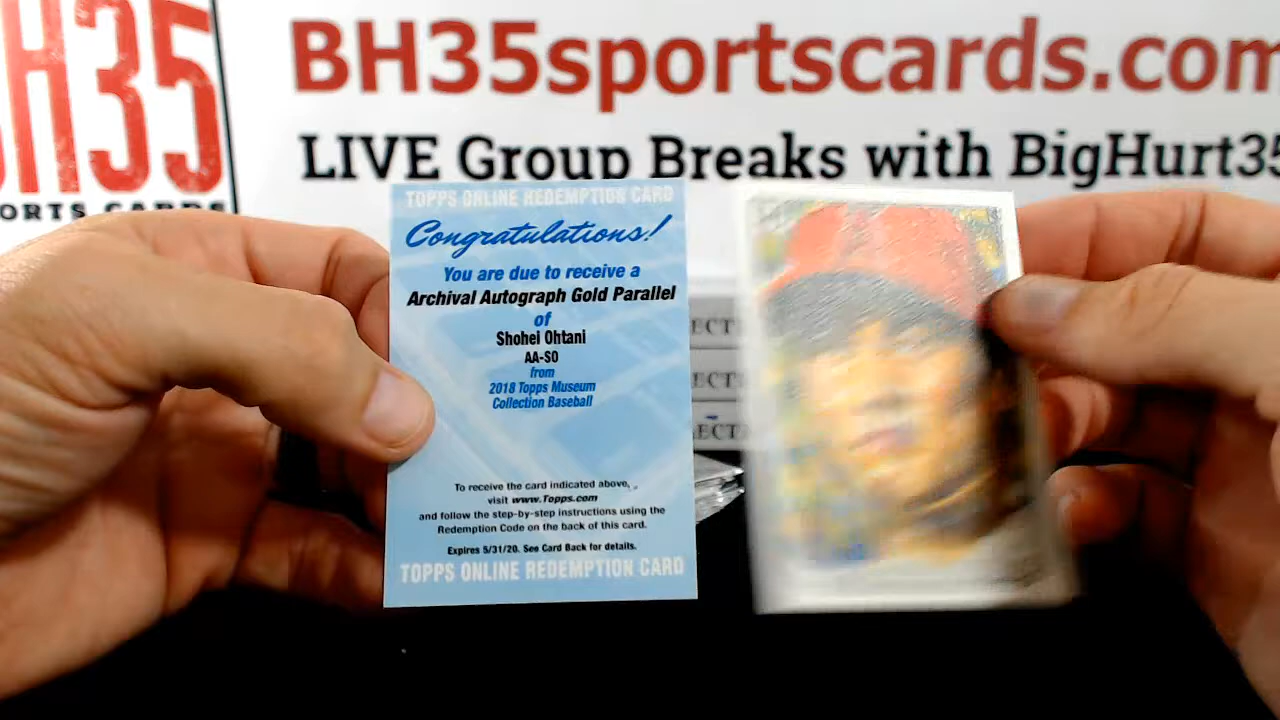 H35
ORTS CARDS
BH35sportscards.com
LIVE Group Breaks with BigHurt35
TOPPS ONLINE REDEMPTION CARD
Congratulations!
You are due to receive a
Archival Autograph Gold Parallel
of
Shohei Ohtani
AA-SO
from
2018 Topps Museum
Collection Baseball
To receive the card indicated above,
visit www.Topps.com
and follow the step-by-step instructions using the
Redemption Code on the back of this card.
Expires 5/31/20. See Card Back for details.
TOPPS ONLINE REDEMPTION CARD
ECT
ECT
ECT